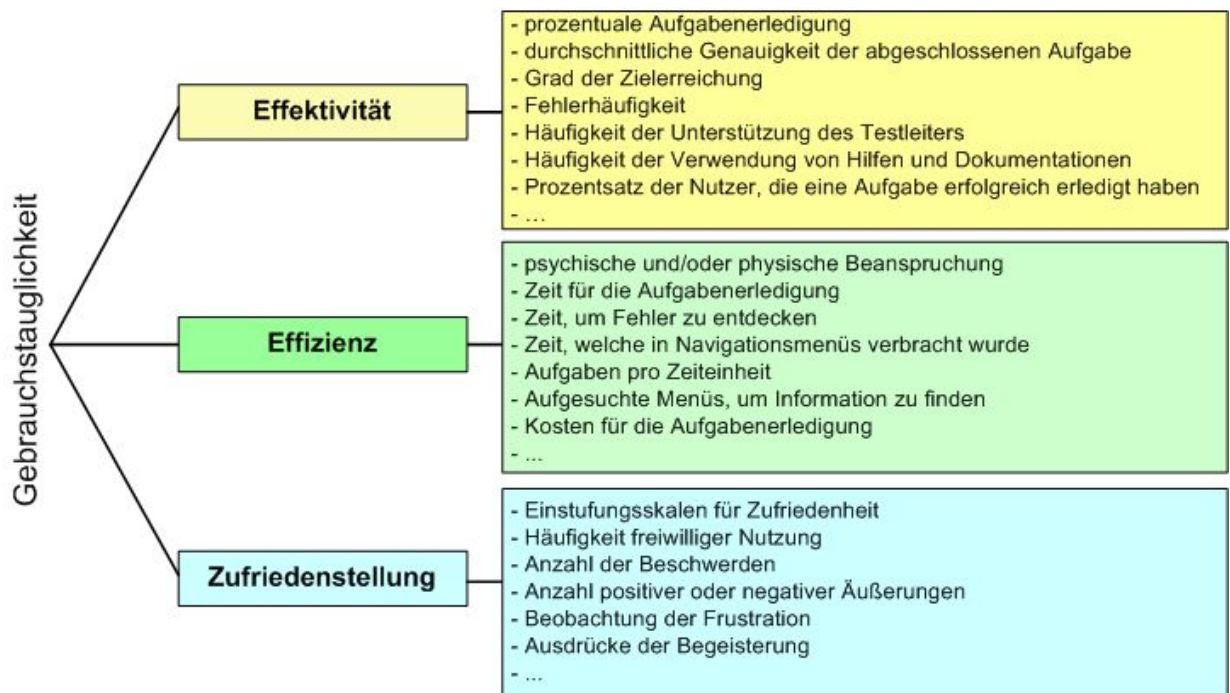 Gebrauchstauglichkeit
Effektivität
- prozentuale Aufgabenerledigung
- durchschnittliche Genauigkeit der abgeschlossenen Aufgabe
- Grad der Zielerreichung
- Fehlerhäufigkeit
- Häufigkeit der Unterstützung des Testleiters
- Häufigkeit der Verwendung von Hilfen und Dokumentationen
- Prozentsatz der Nutzer, die eine Aufgabe erfolgreich erledigt haben
- ...
Effizienz
- psychische und/oder physische Beanspruchung
- Zeit für die Aufgabenerledigung
- Zeit, um Fehler zu entdecken
- Zeit, welche in Navigationsmenüs verbracht wurde
- Aufgaben pro Zeiteinheit
- Aufgesuchte Menüs, um Information zu finden
- Kosten für die Aufgabenerledigung
- ...
Zufriedenstellung
- Einstufungsskalen für Zufriedenheit
- Häufigkeit freiwilliger Nutzung
- Anzahl der Beschwerden
- Anzahl positiver oder negativer Äußerungen
- Beobachtung der Frustration
- Ausdrücke der Begeisterung
- ...